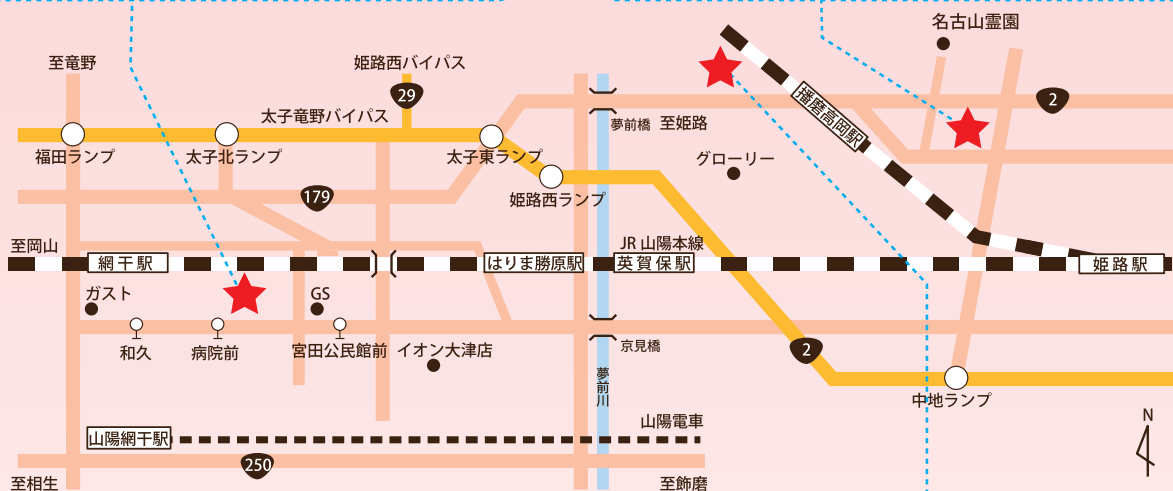 名古山霊園
至竜野
姫路西バイパス
29
2
太子竜野バイパス
播磨高岡駅
夢前橋
至姫路
福田ランプ
太子北ランプ
太子東ランプ
グローリー
179
姫路西ランプ
至岡山
JR山陽本線
網干駅
はりま勝原駅
英賀保駅
姫路駅
ガスト
GS
和久
病院前
宮田公民館前
イオン大津店
京見橋
2
夢前川
中地ランプ
山陽電車
N
山陽網干駅
250
至相生
至飾磨